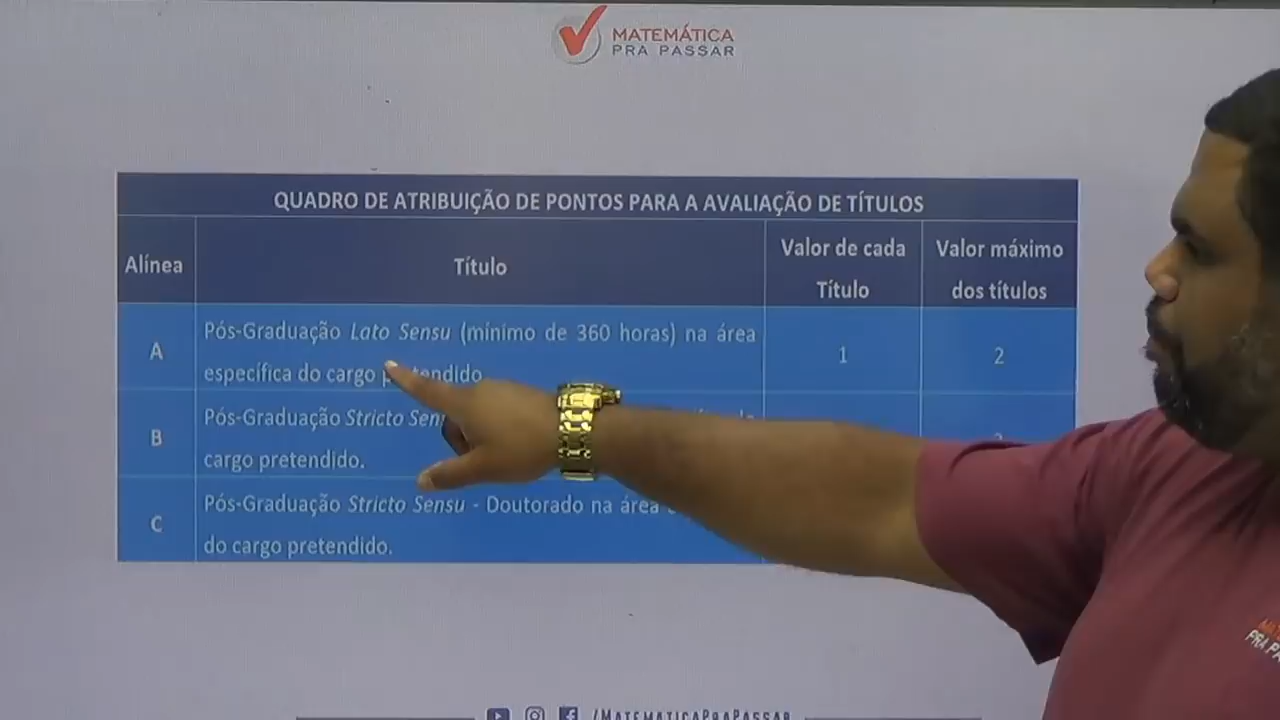 MATEMÁTICA
PRA PASSAR
QUADRO DE ATRIBUIÇÃO DE PONTOS PARA A AVALIAÇÃO DE TÍTULOS
Alínea
Título
Valor de cada
Título
Valor máximo
dos títulos
A
Pós-Graduação Lato Sensu (mínimo de 360 horas) na área
específica do cargo pretendido
1
2
B
Pós-Graduação Stricto
cargo pretendido.
C
Pós-Graduação Stricto Sensu - Doutorado na área
do cargo pretendido.
/MATEMATICAPRAPASSAR